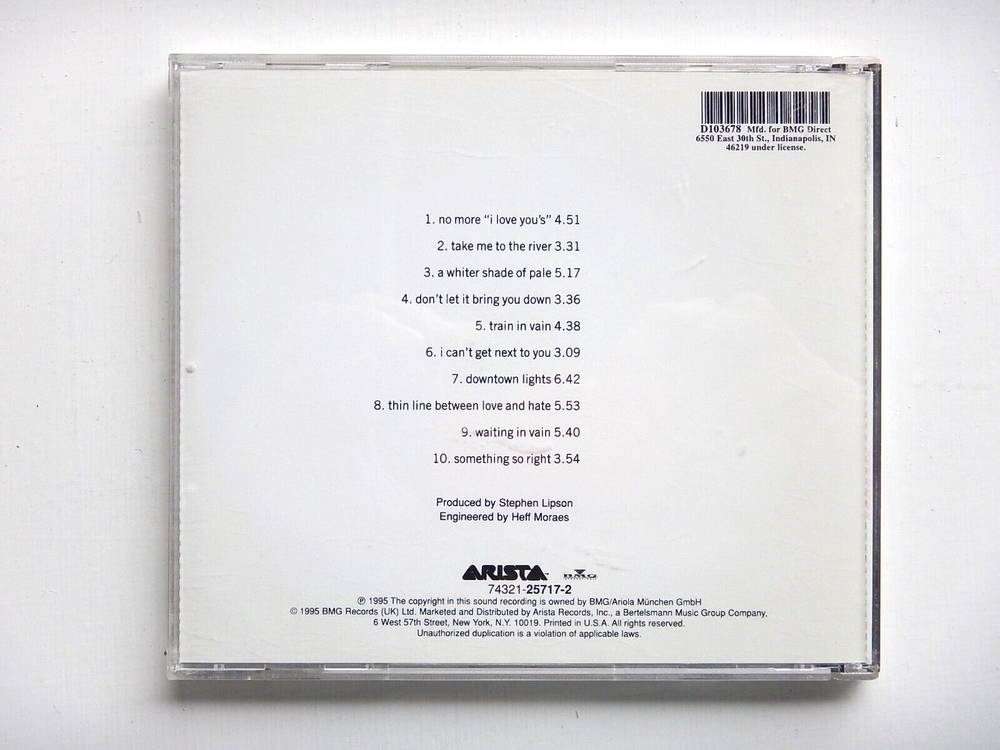 D103678 Mfd. for BMG Direct
6550 East 30th St., Indianapolis, IN
46219 under license.
1. no more “i love you's” 4.51
2. take me to the river 3.31
3. a whiter shade of pale 5.17
4. don't let it bring you down 3.36
5. train in vain 4.38
6. i can't get next to you 3.09
7. downtown lights 6.42
8. thin line between love and hate 5.53
9. waiting in vain 5.40
10. something so right 3.54
Produced by Stephen Lipson
Engineered by Heff Moraes
ARISTA BMG
74321-25717-2
℗ 1995 The copyright in this sound recording is owned by BMG/Ariola München GmbH
© 1995 BMG Records (UK) Ltd. Marketed and Distributed by Arista Records, Inc., a Bertelsmann Music Group Company,
6 West 57th Street, New York, N.Y. 10019. Printed in U.S.A. All rights reserved.
Unauthorized duplication is a violation of applicable laws.